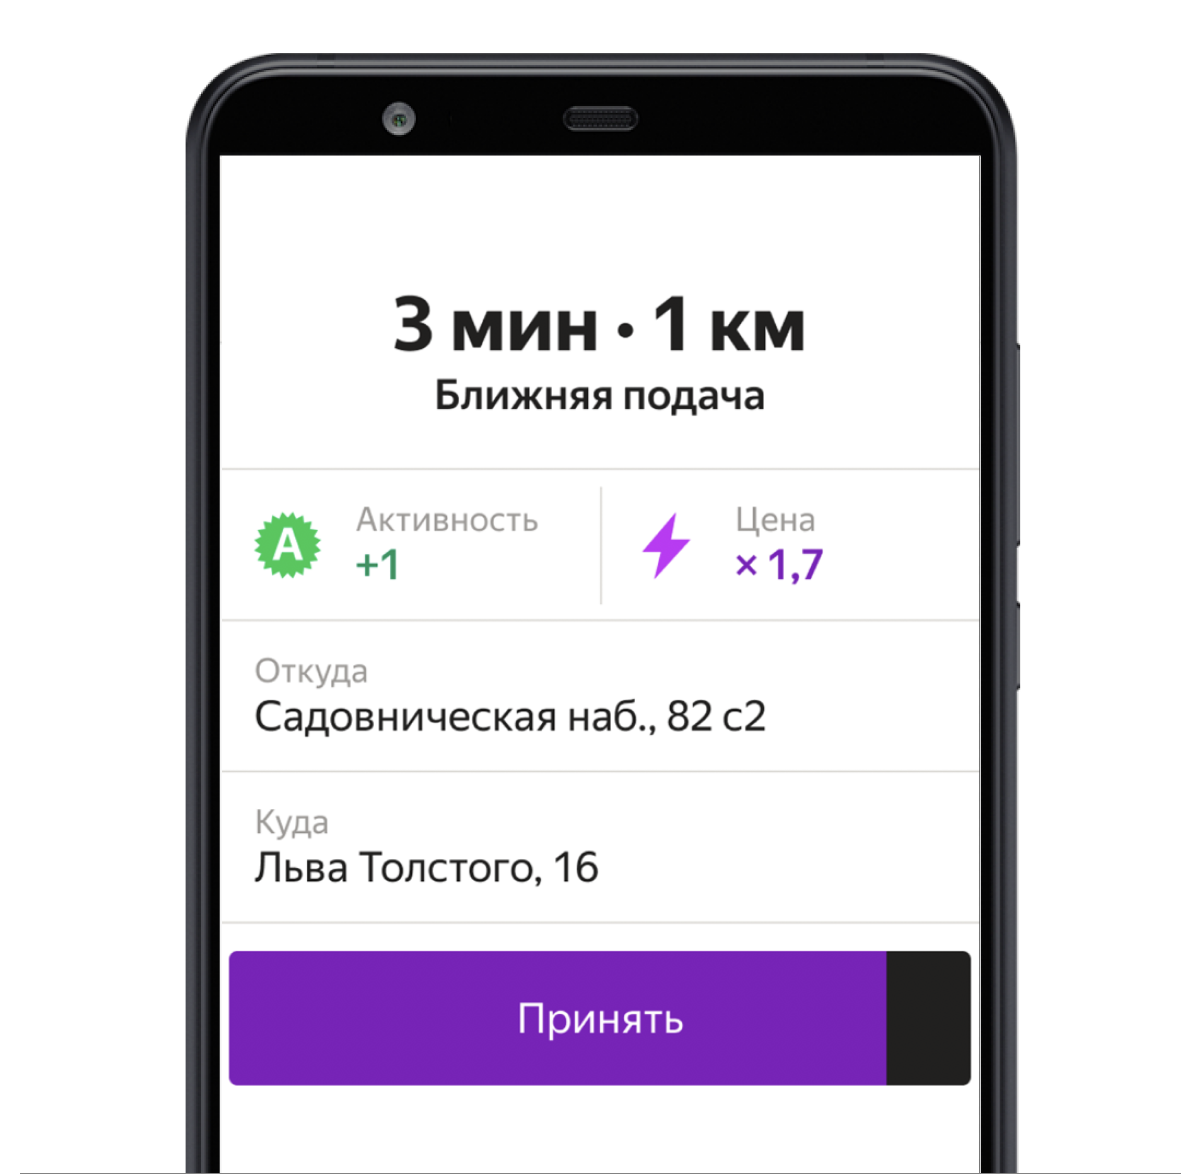 3 мин · 1 км
Ближняя подача
A
Активность
+1
Цена
× 1,7
Откуда
Садовническая наб., 82 с2
Куда
Льва Толстого, 16
Принять